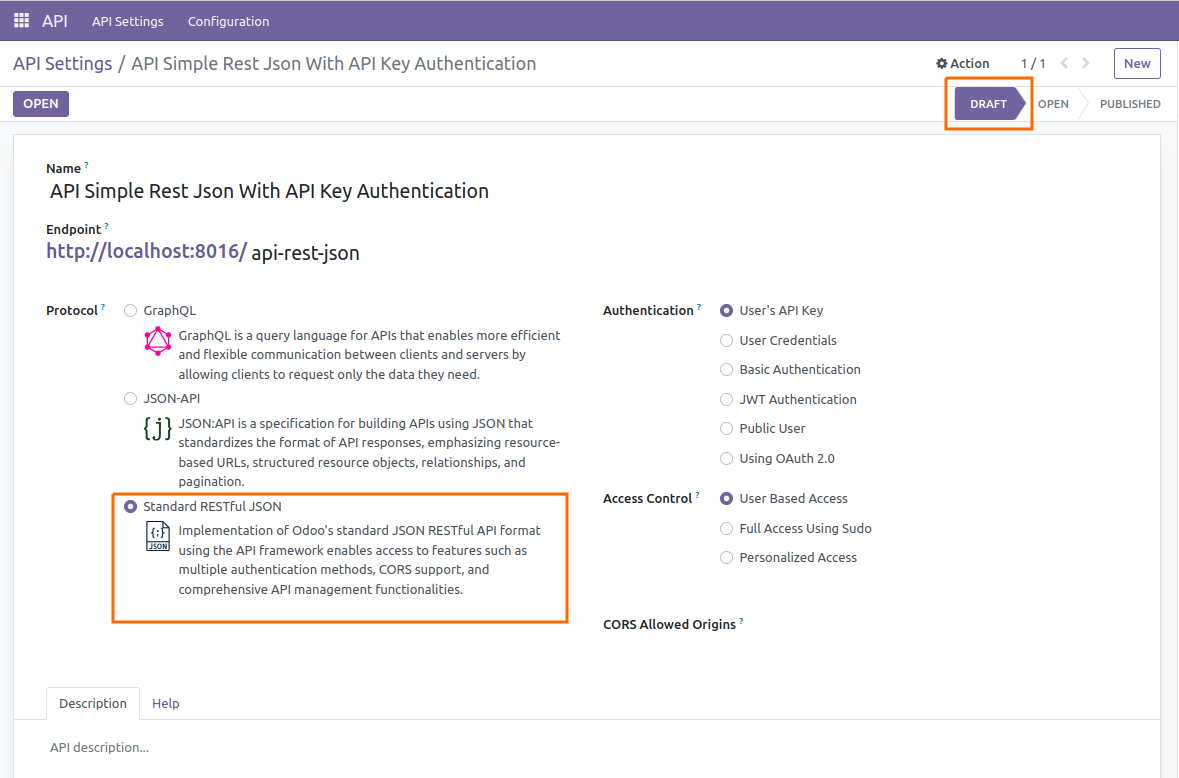 API API Settings Configuration
API Settings / API Simple Rest Json With API Key Authentication Action 1 / 1 New
OPEN DRAFT OPEN PUBLISHED
Name ?
API Simple Rest Json With API Key Authentication
Endpoint ?
http://localhost:8016/ api-rest-json
Protocol ?
GraphQL
GraphQL is a query language for APIs that enables more efficient
and flexible communication between clients and servers by
allowing clients to request only the data they need.
JSON-API
{j} JSON:API is a specification for building APIs using JSON that
standardizes the format of API responses, emphasizing resource-
based URLs, structured resource objects, relationships, and
pagination.
Standard RESTful JSON
{;} JSON
Implementation of Odoo's standard JSON RESTful API format
using the API framework enables access to features such as
multiple authentication methods, CORS support, and
comprehensive API management functionalities.
Authentication ?
User's API Key
User Credentials
Basic Authentication
JWT Authentication
Public User
Using OAuth 2.0
Access Control ?
User Based Access
Full Access Using Sudo
Personalized Access
CORS Allowed Origins ?
Description Help
API description...